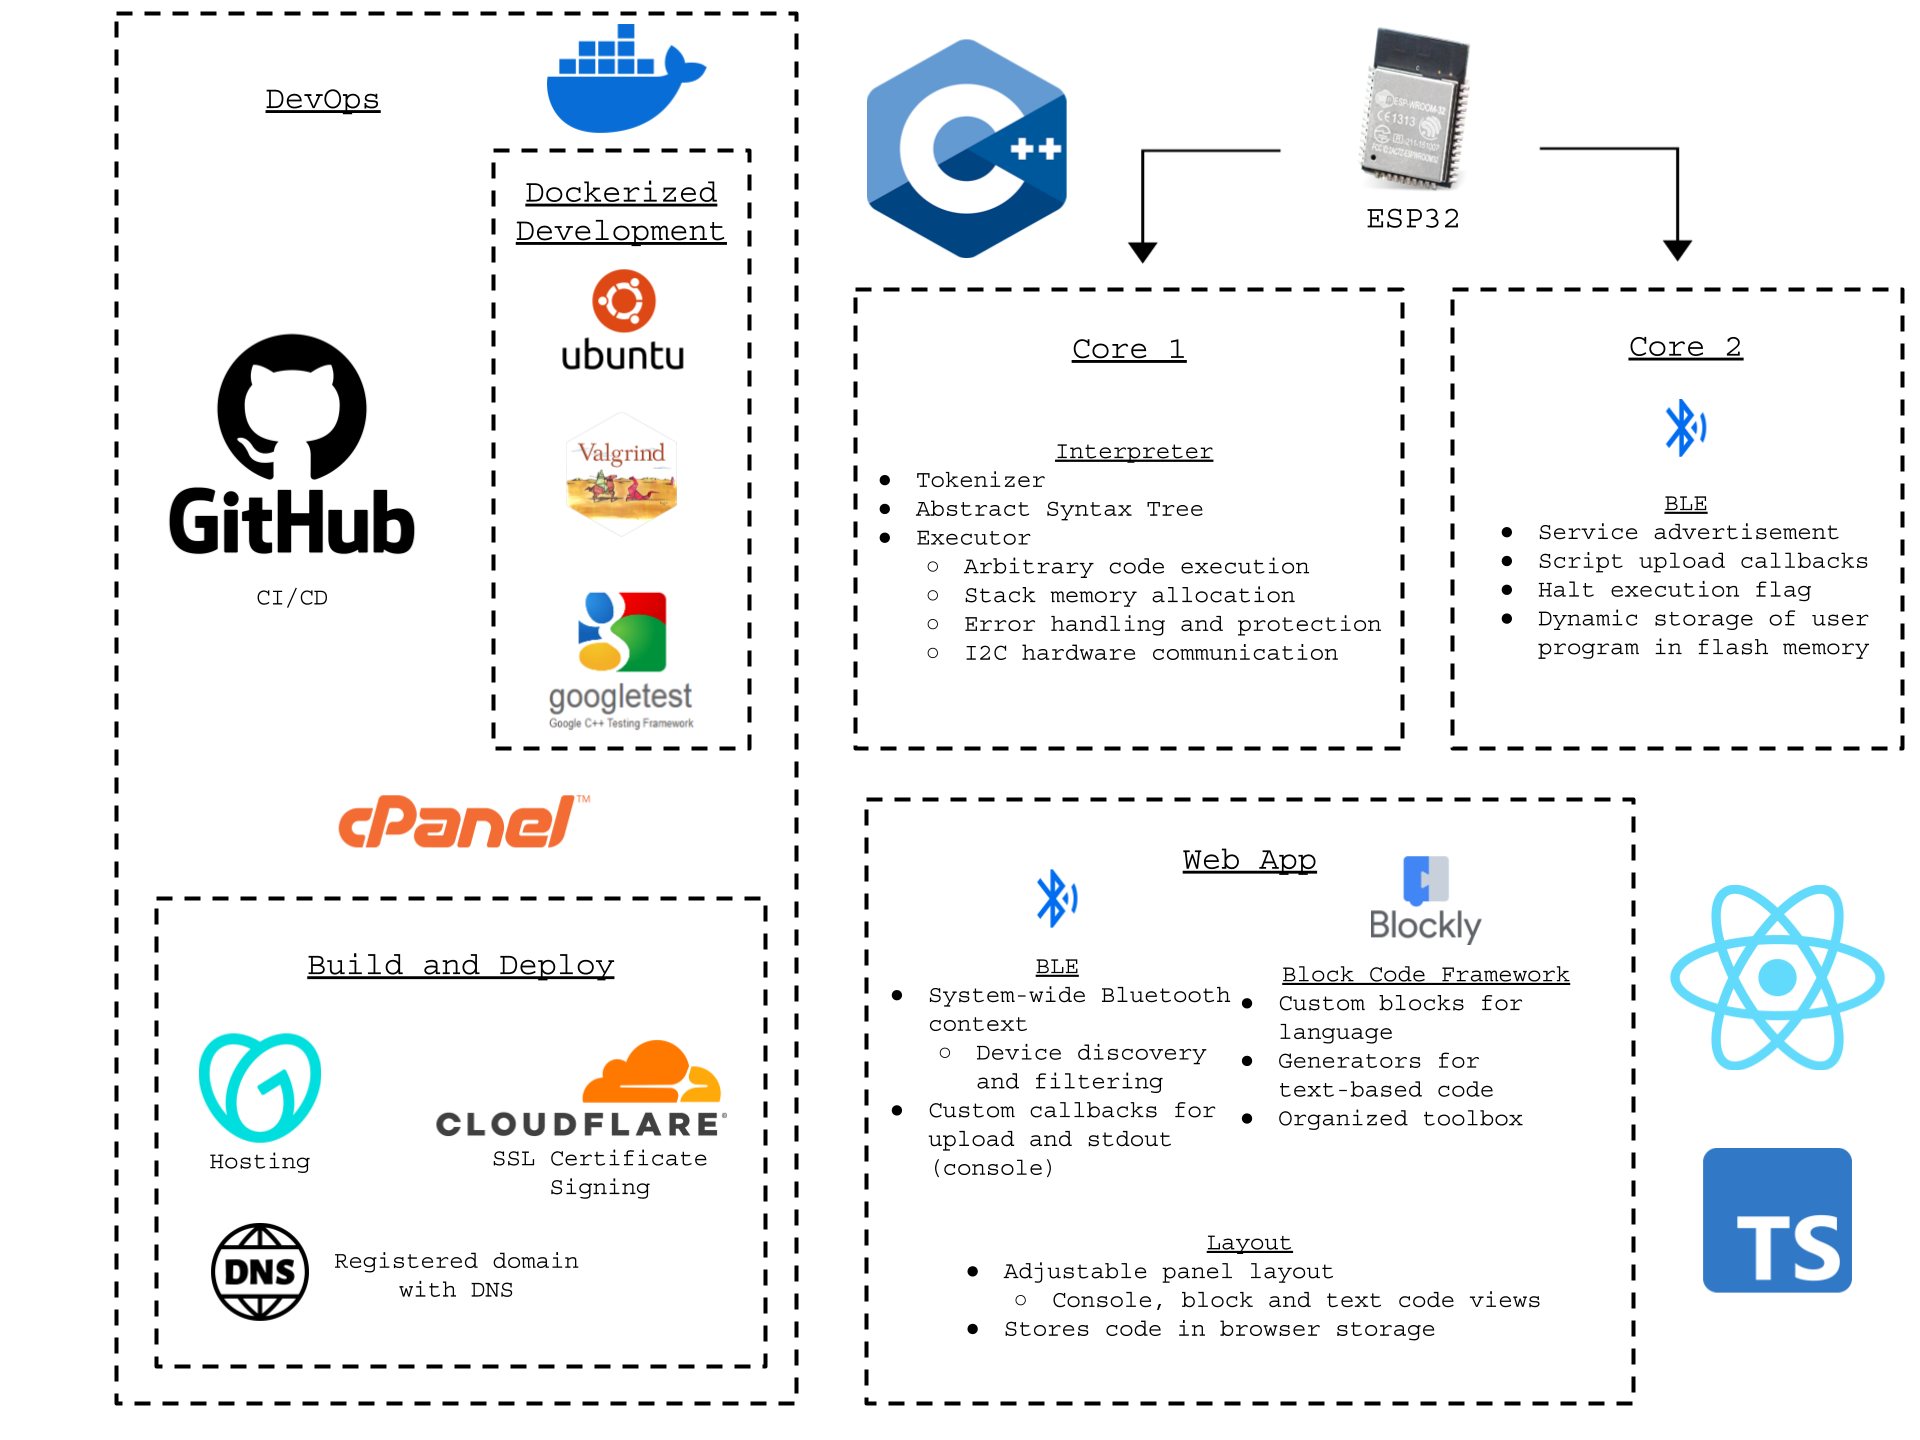 DevOps
Dockerized
Development
ubuntu
Valgrind
googletest
Google C++ Testing Framework
GitHub
CI/CD
cPanel™
Build and Deploy
Hosting
CLOUDFLARE®
SSL Certificate
Signing
DNS
Registered domain
with DNS
C++
ESP-WROOM-32
CE1313
ESP32
Core 1
Interpreter
● Tokenizer
● Abstract Syntax Tree
● Executor
○ Arbitrary code execution
○ Stack memory allocation
○ Error handling and protection
○ I2C hardware communication
Core 2
BLE
● Service advertisement
● Script upload callbacks
● Halt execution flag
● Dynamic storage of user
program in flash memory
Web App
BLE
● System-wide Bluetooth
context
○ Device discovery
and filtering
● Custom callbacks for
upload and stdout
(console)
Blockly
Block Code Framework
● Custom blocks for
language
● Generators for
text-based code
● Organized toolbox
Layout
● Adjustable panel layout
○ Console, block and text code views
● Stores code in browser storage
TS